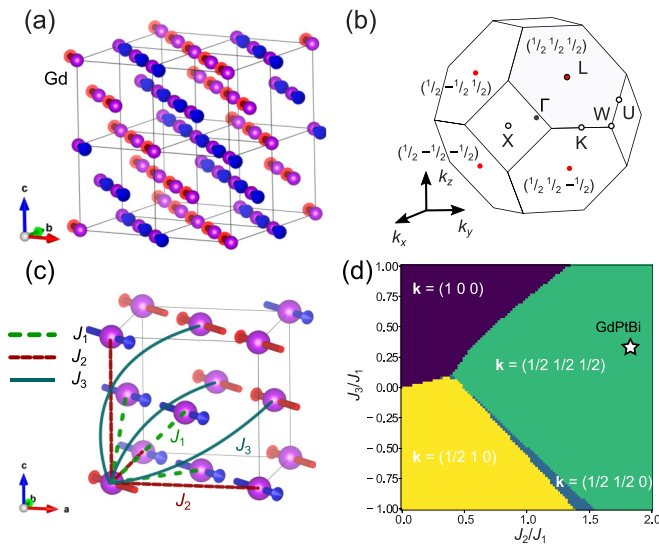 (a)
Gd
c
b
a
(b)
(1/2 1/2 1/2)
L
(1/2 −1/2 1/2)
Γ
W
U
X
K
(1/2 −1/2 −1/2)
(1/2 1/2 −1/2)
kz
kx
ky
(c)
J1
J2
J3
J1
J3
J2
c
b
a
(d)
1.00
0.75
0.50
0.25
0.00
−0.25
−0.50
−0.75
−1.00
J3/J1
k = (1 0 0)
GdPtBi
k = (1/2 1/2 1/2)
k = (1/2 1 0)
k = (1/2 1/2 0)
0.0
0.5
1.0
1.5
2.0
J2/J1